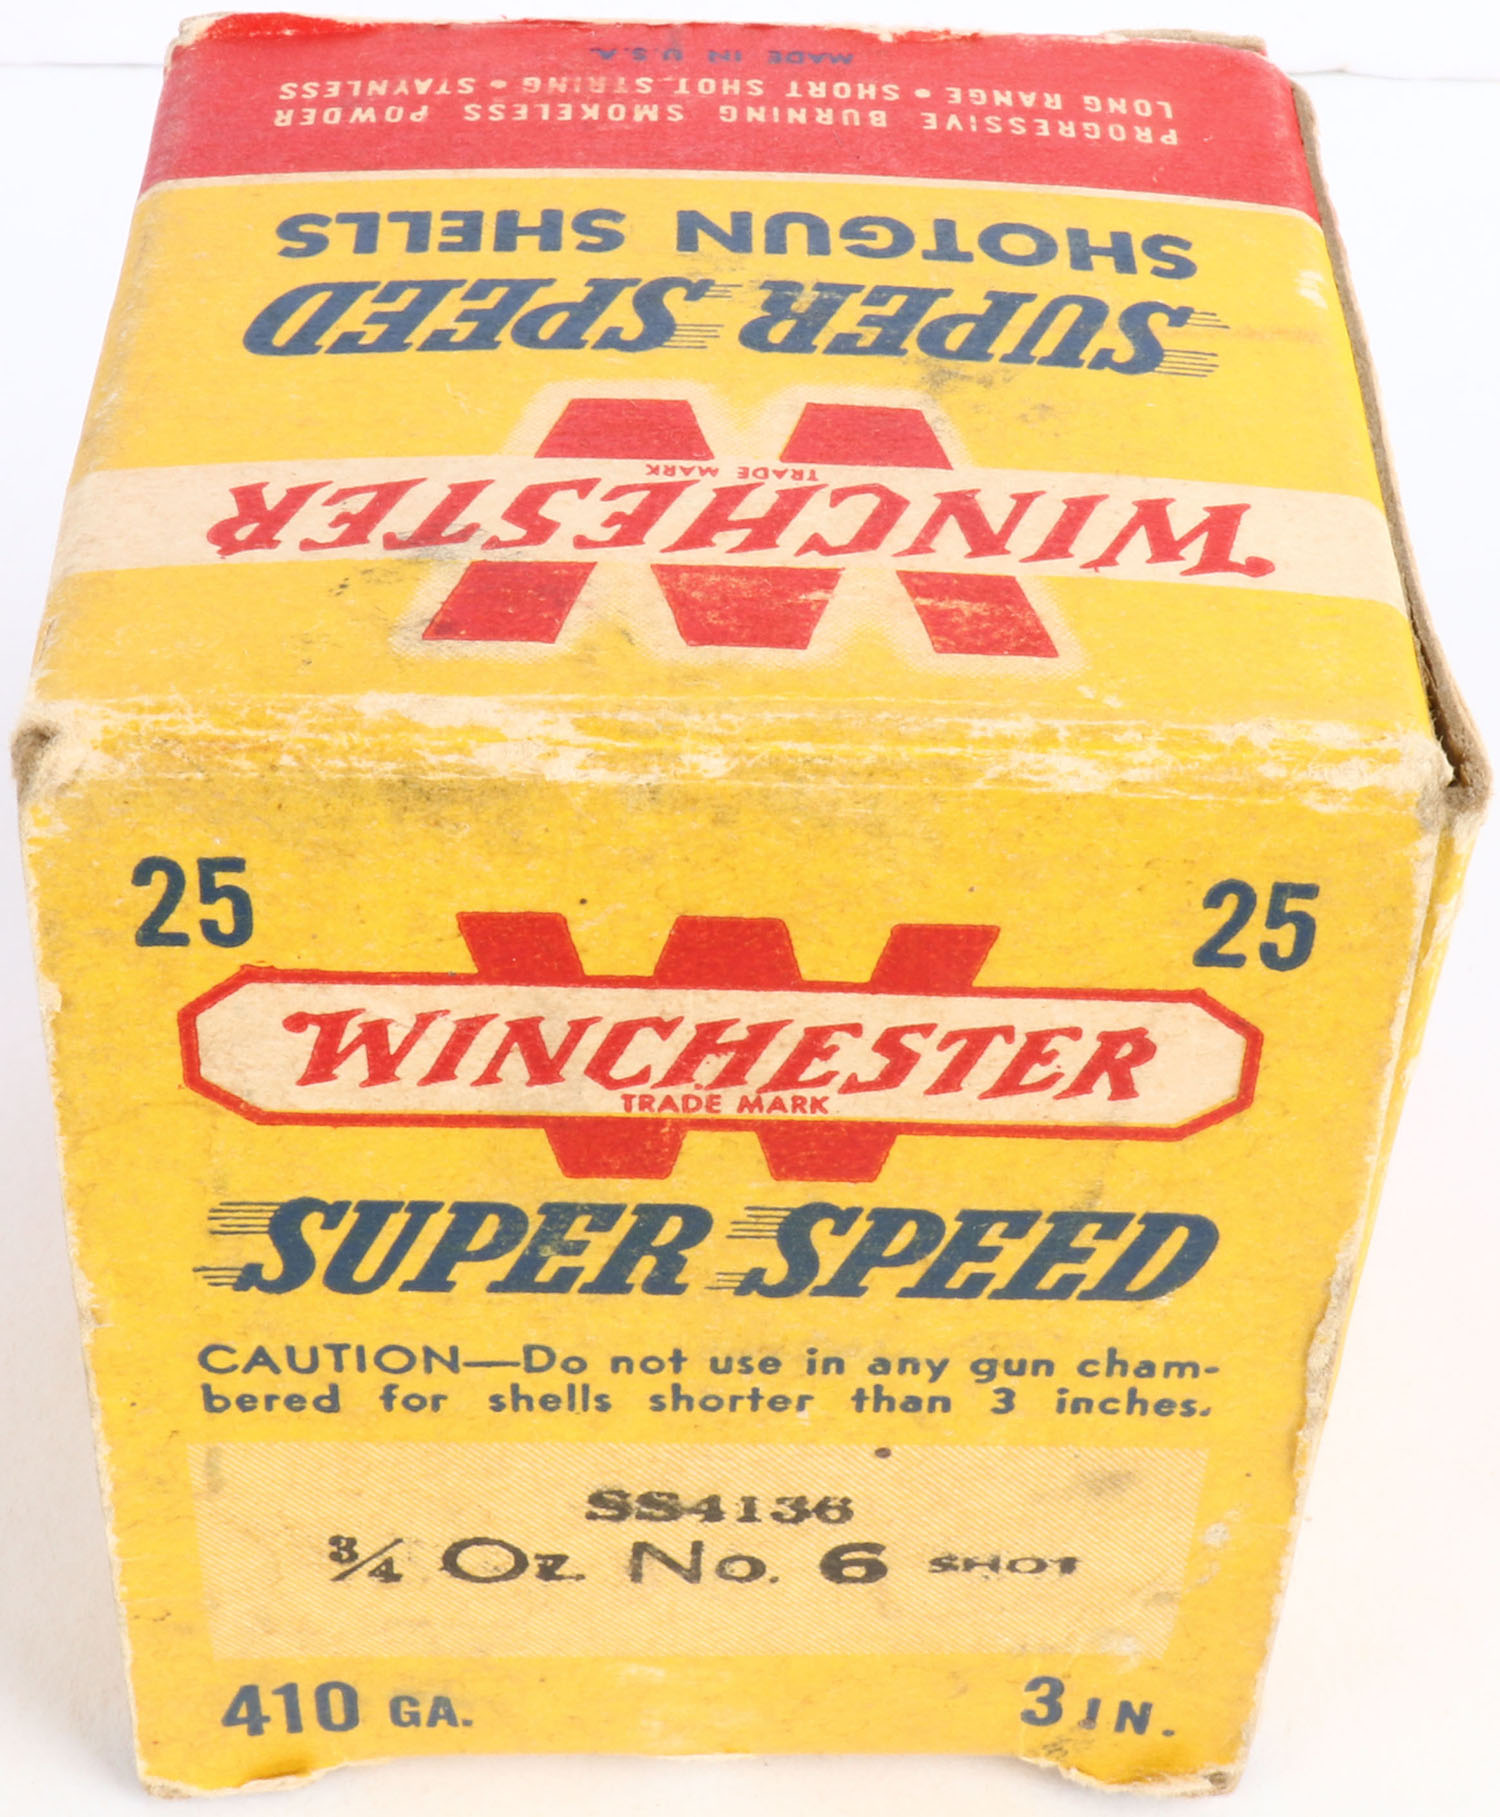 MADE IN U.S.A.
LONG RANGE • SHORT SHOT STRING • STAYNLESS
PROGRESSIVE BURNING SMOKELESS POWDER
SHOTGUN SHELLS
SUPER SPEED
TRADE MARK
WINCHESTER
25 25
WINCHESTER
TRADE MARK
SUPER SPEED
CAUTION—Do not use in any gun cham-
bered for shells shorter than 3 inches.
SS4136
3/4 Oz. No. 6 SHOT
410 GA. 3 IN.